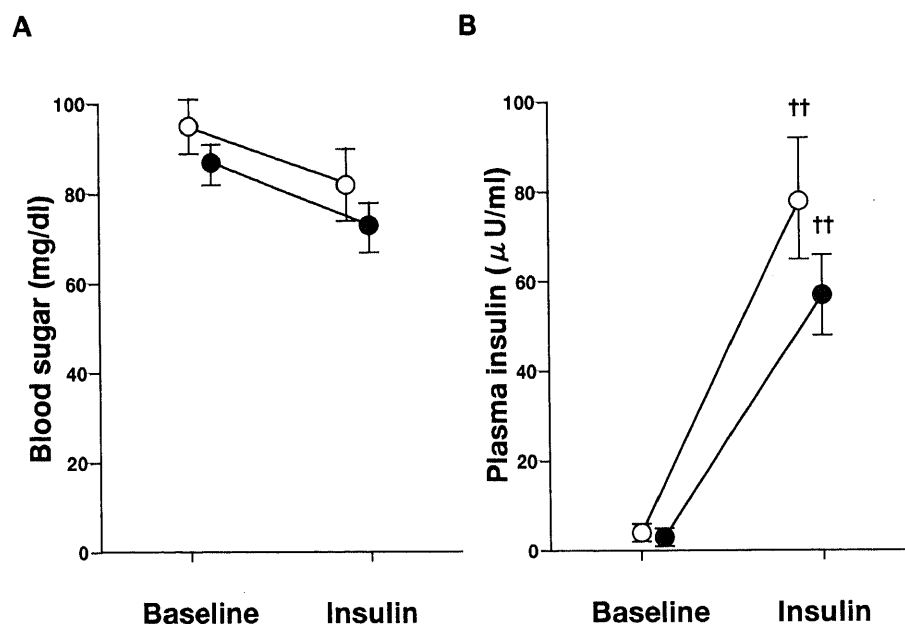 A
B
100
80
60
40
20
0
Blood sugar (mg/dl)
Baseline
Insulin
100
80
60
40
20
0
Plasma insulin (μU/ml)
††
††
Baseline
Insulin